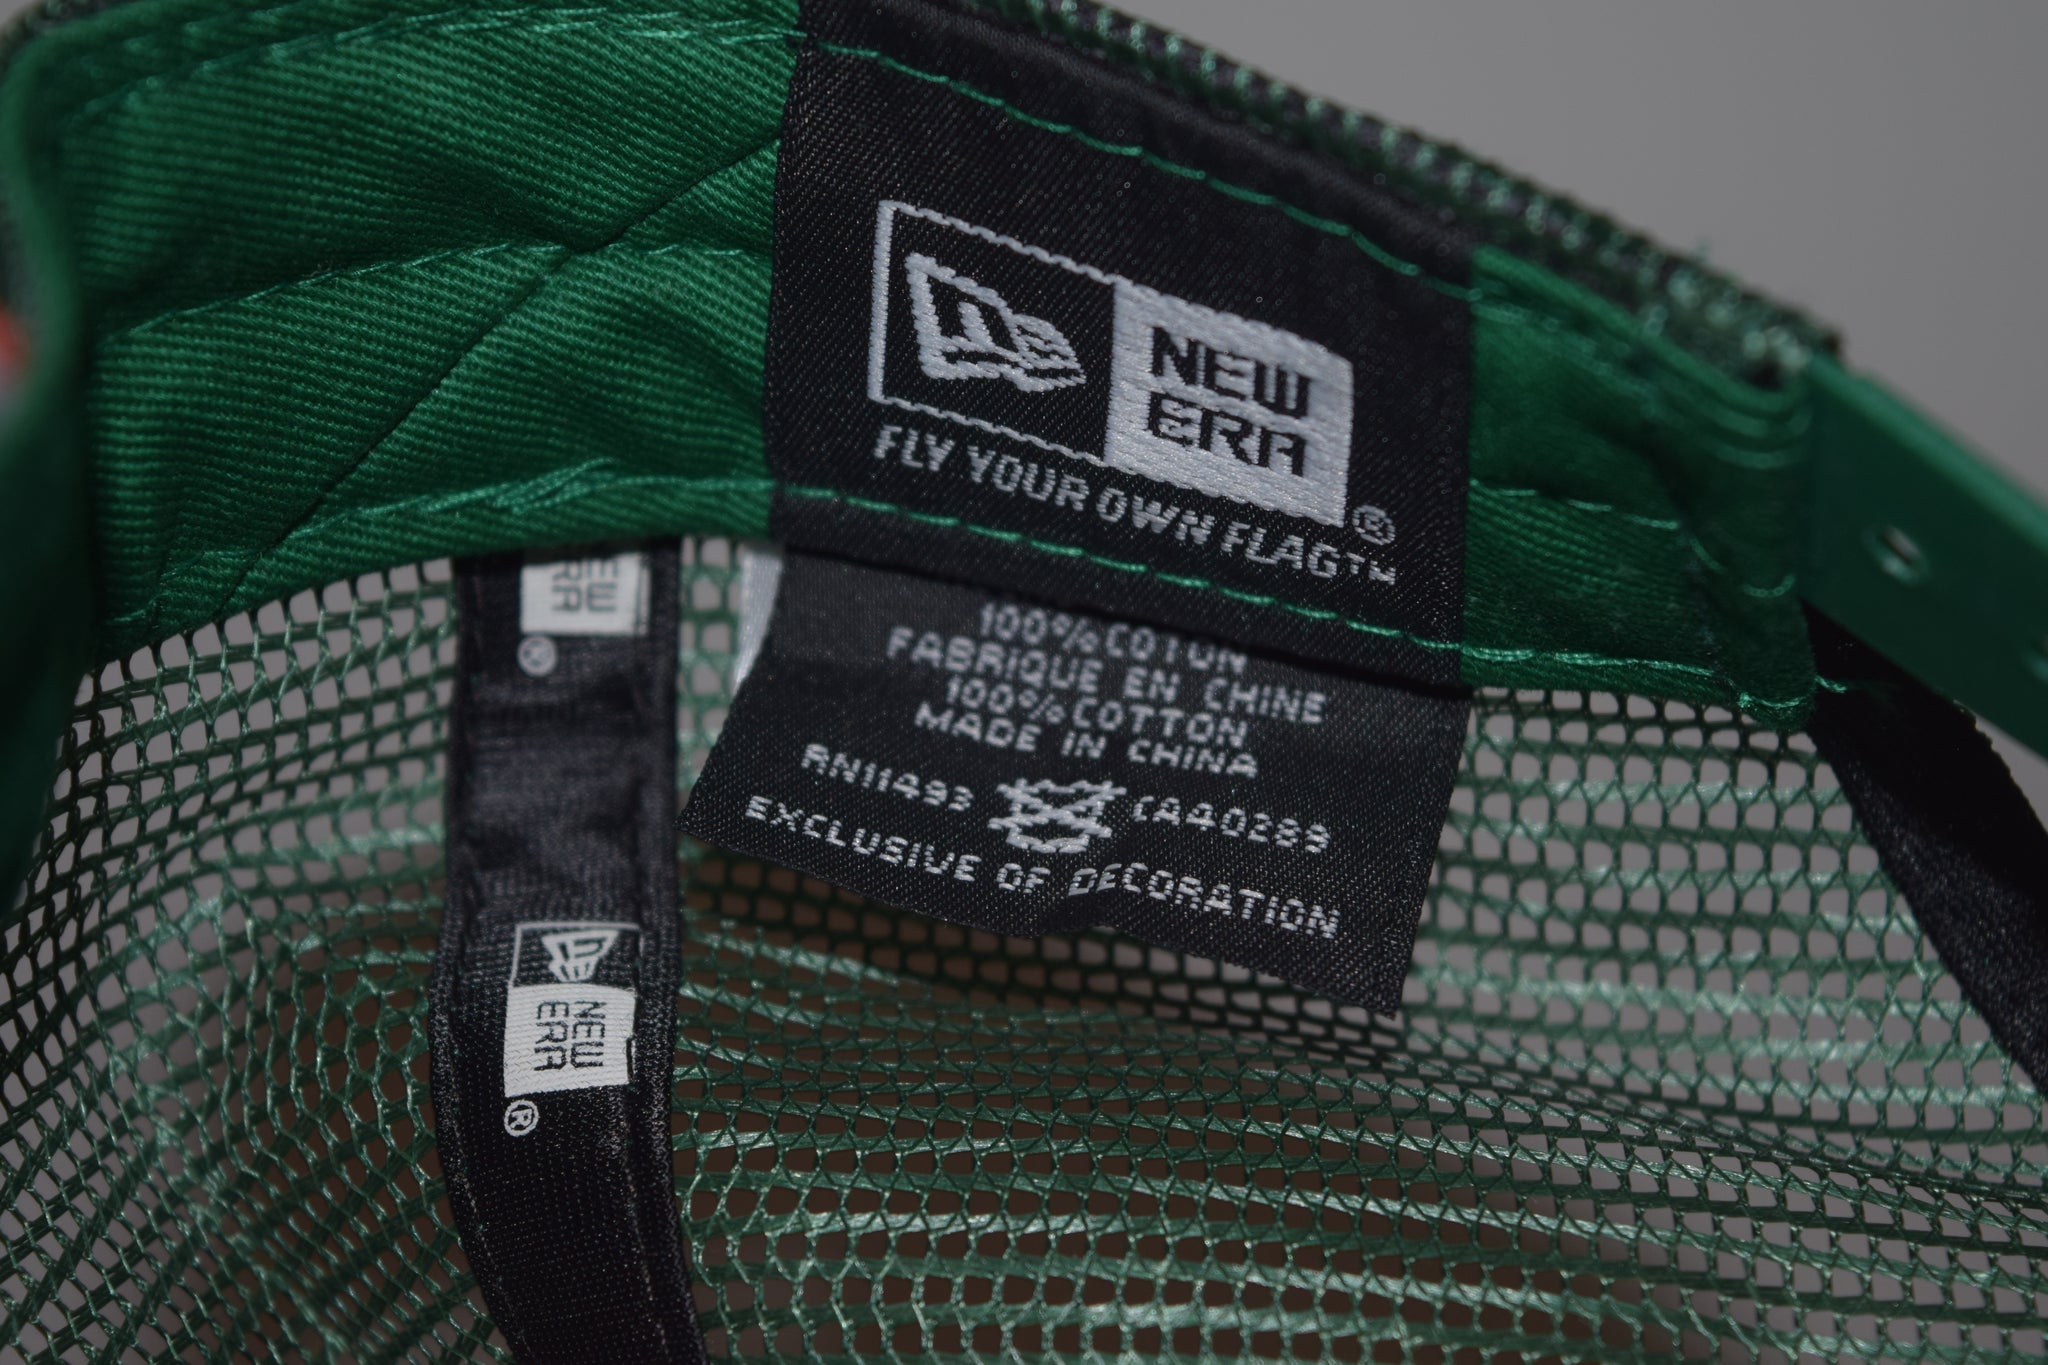 NEW
ERA
®
FLY YOUR OWN FLAG™
100% COTON
FABRIQUE EN CHINE
100% COTTON
MADE IN CHINA
RN11493 CA40289
EXCLUSIVE OF DECORATION
NEW
ERA
®
NEW
ERA
®